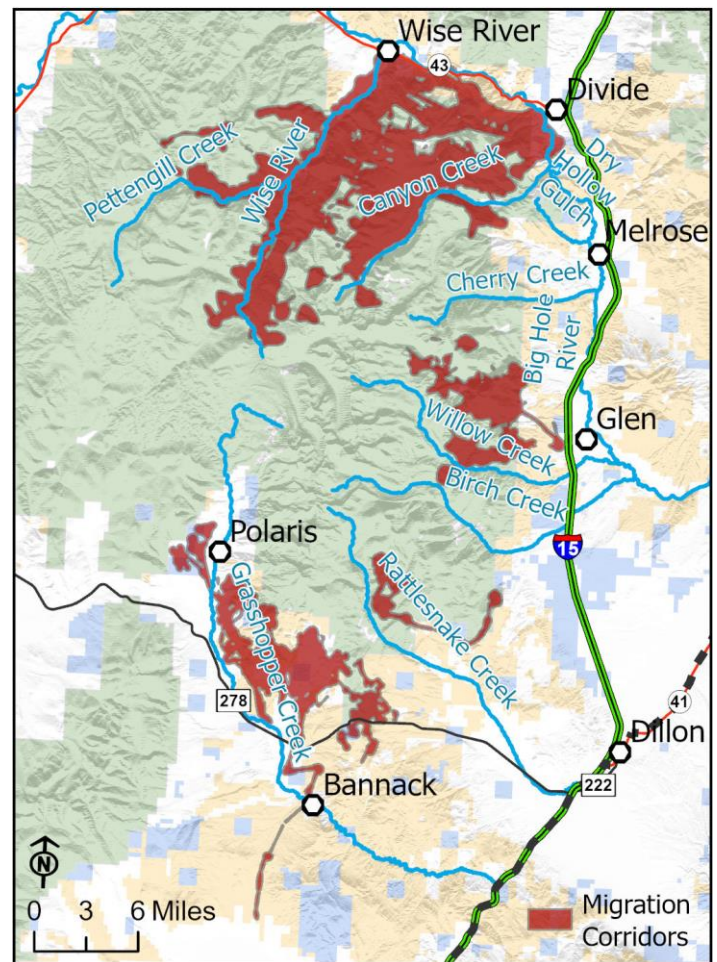 Wise River
43
Divide
Dry
Hollow
Gulch
Pettengill Creek
Wise River
Canyon Creek
Melrose
Cherry Creek
Big Hole
River
Glen
Willow Creek
Birch Creek
Polaris
15
Grasshopper Creek
Rattlesnake Creek
278
41
Dillon
222
Bannack
N
0 3 6 Miles
Migration
Corridors